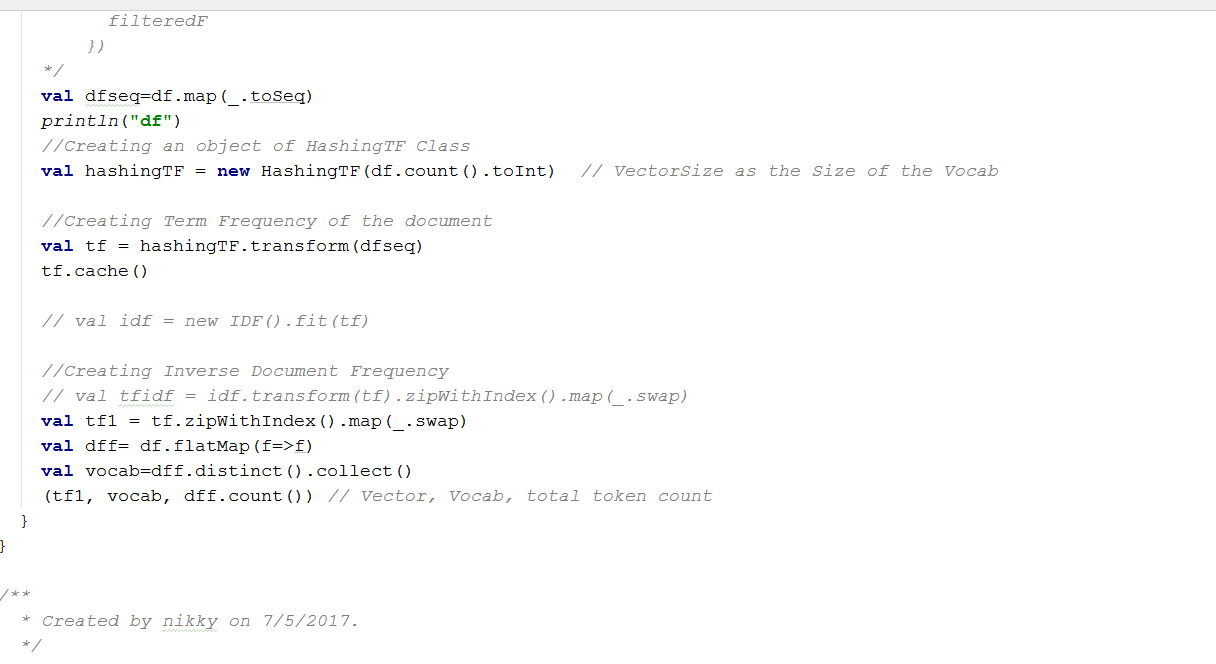 filteredF
})
*/
val dfseq=df.map(_.toSeq)
println("df")
//Creating an object of HashingTF Class
val hashingTF = new HashingTF(df.count().toInt)  // VectorSize as the Size of the Vocab
//Creating Term Frequency of the document
val tf = hashingTF.transform(dfseq)
tf.cache()
// val idf = new IDF().fit(tf)
//Creating Inverse Document Frequency
// val tfidf = idf.transform(tf).zipWithIndex().map(_.swap)
val tf1 = tf.zipWithIndex().map(_.swap)
val dff= df.flatMap(f=>f)
val vocab=dff.distinct().collect()
(tf1, vocab, dff.count()) // Vector, Vocab, total token count
}
}
/**
* Created by nikky on 7/5/2017.
*/